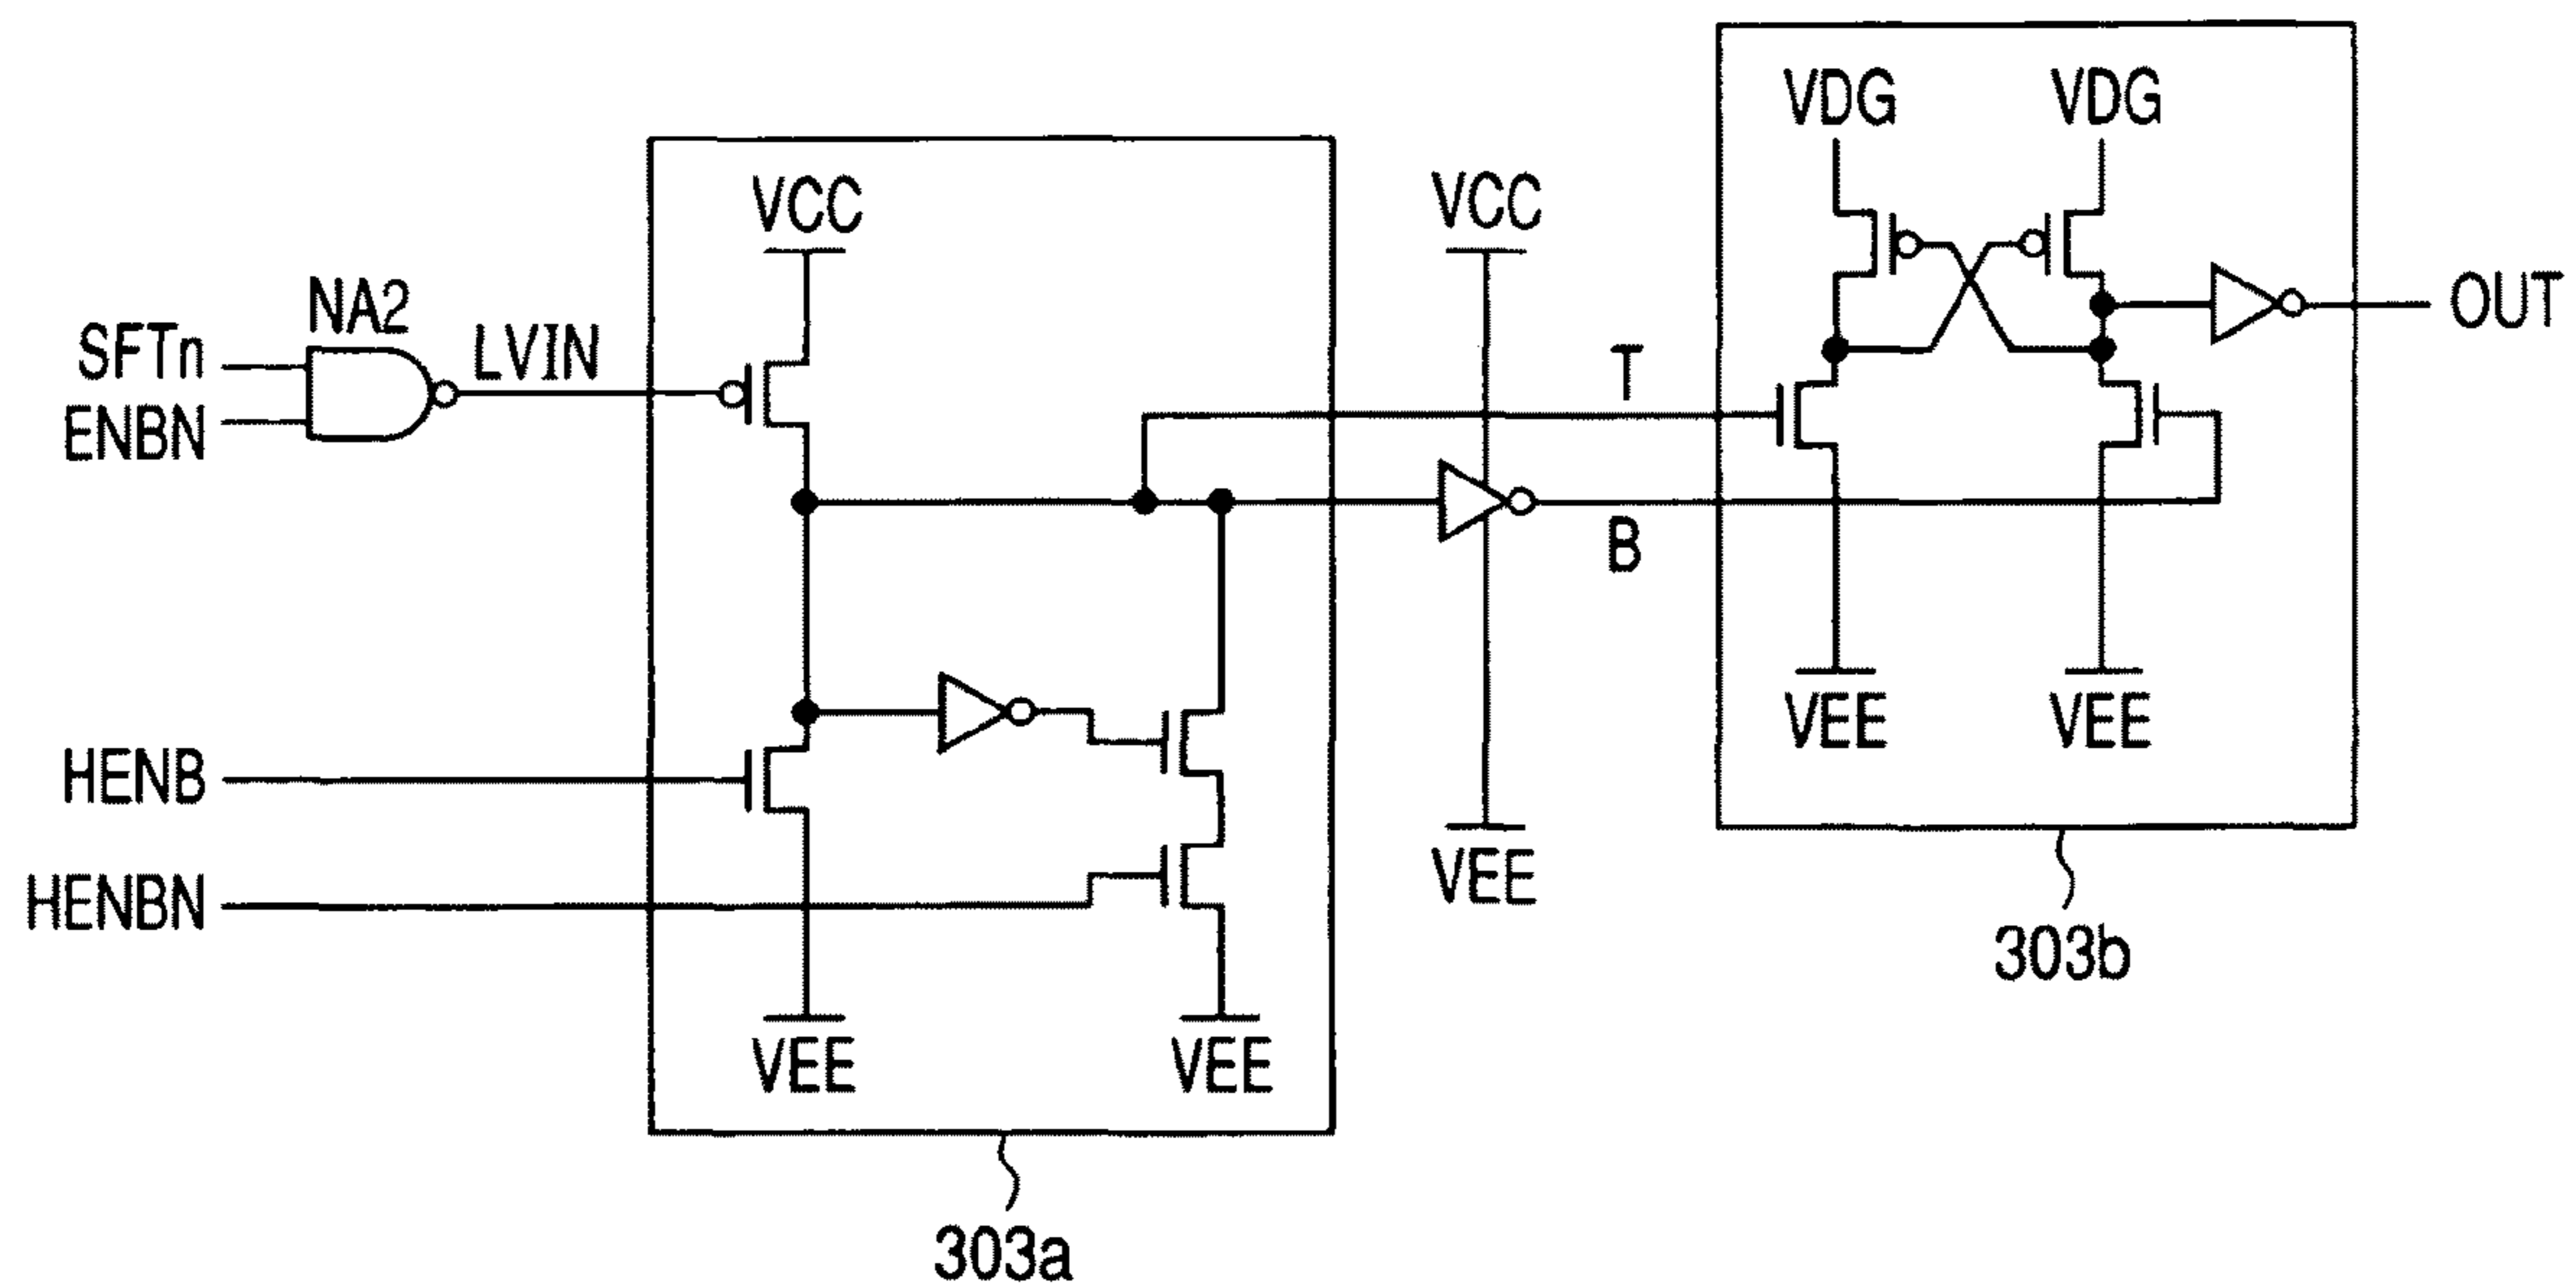 VDG VDG
VCC VCC
NA2
SFTn LVIN OUT
ENBN T
B
VEE VEE
HENB
HENBN VEE
303b
VEE VEE
303a